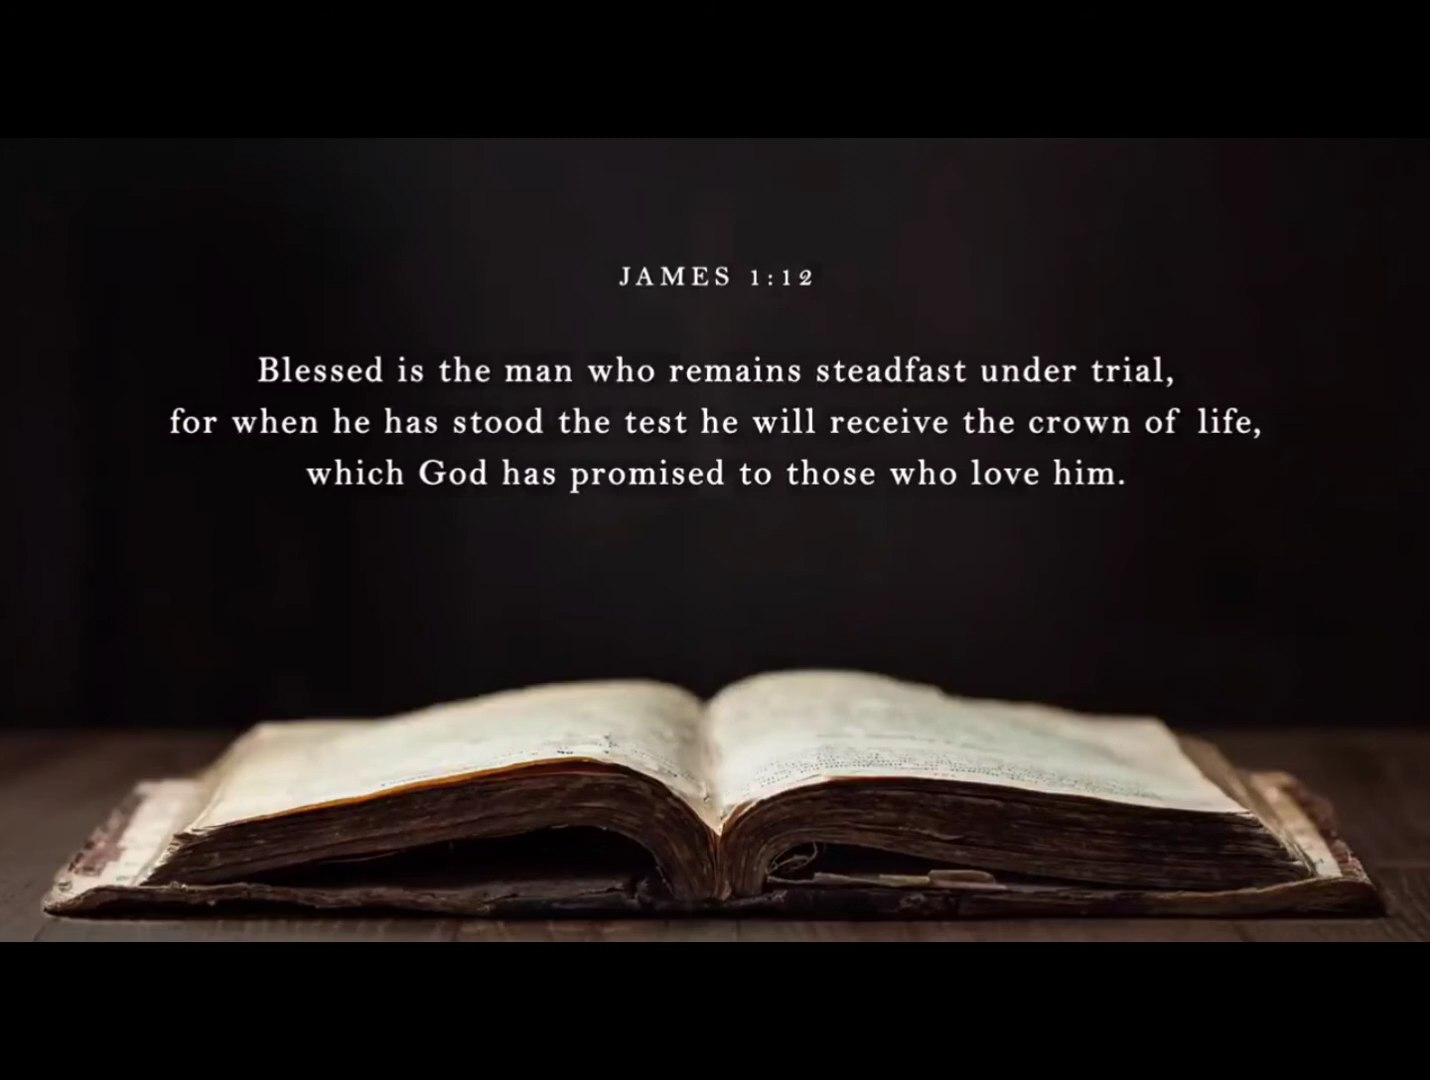 JAMES 1:12
Blessed is the man who remains steadfast under trial,
for when he has stood the test he will receive the crown of life,
which God has promised to those who love him.